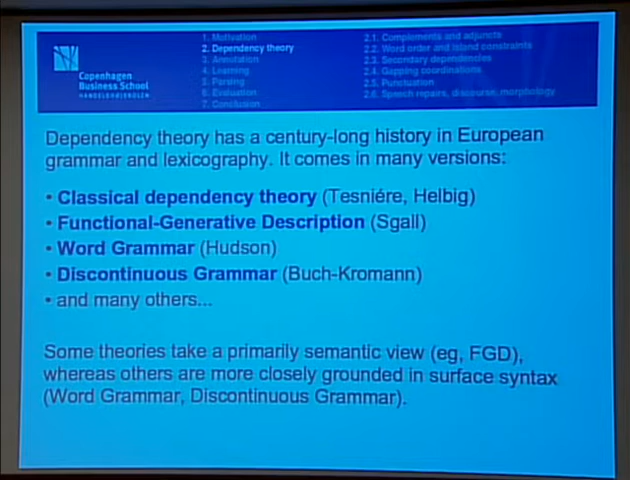 Copenhagen
Business School
HANDELSHØJSKOLEN
1. Motivation
2. Dependency theory
3. Annotation
4. Learning
5. Parsing
6. Evaluation
7. Conclusion
2.1. Complements and adjuncts
2.2. Word order and island constraints
2.3. Secondary dependencies
2.4. Gapping coordinations
2.5. Punctuation
2.6. Speech repairs, discourse, morphology
Dependency theory has a century-long history in European
grammar and lexicography. It comes in many versions:
• Classical dependency theory (Tesniére, Helbig)
• Functional-Generative Description (Sgall)
• Word Grammar (Hudson)
• Discontinuous Grammar (Buch-Kromann)
• and many others...
Some theories take a primarily semantic view (eg, FGD),
whereas others are more closely grounded in surface syntax
(Word Grammar, Discontinuous Grammar).